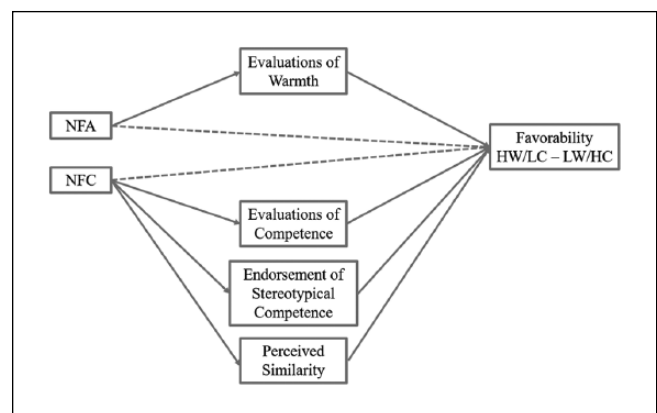 Evaluations of
Warmth
NFA
Favorability
HW/LC – LW/HC
NFC
Evaluations of
Competence
Endorsement of
Stereotypical
Competence
Perceived
Similarity